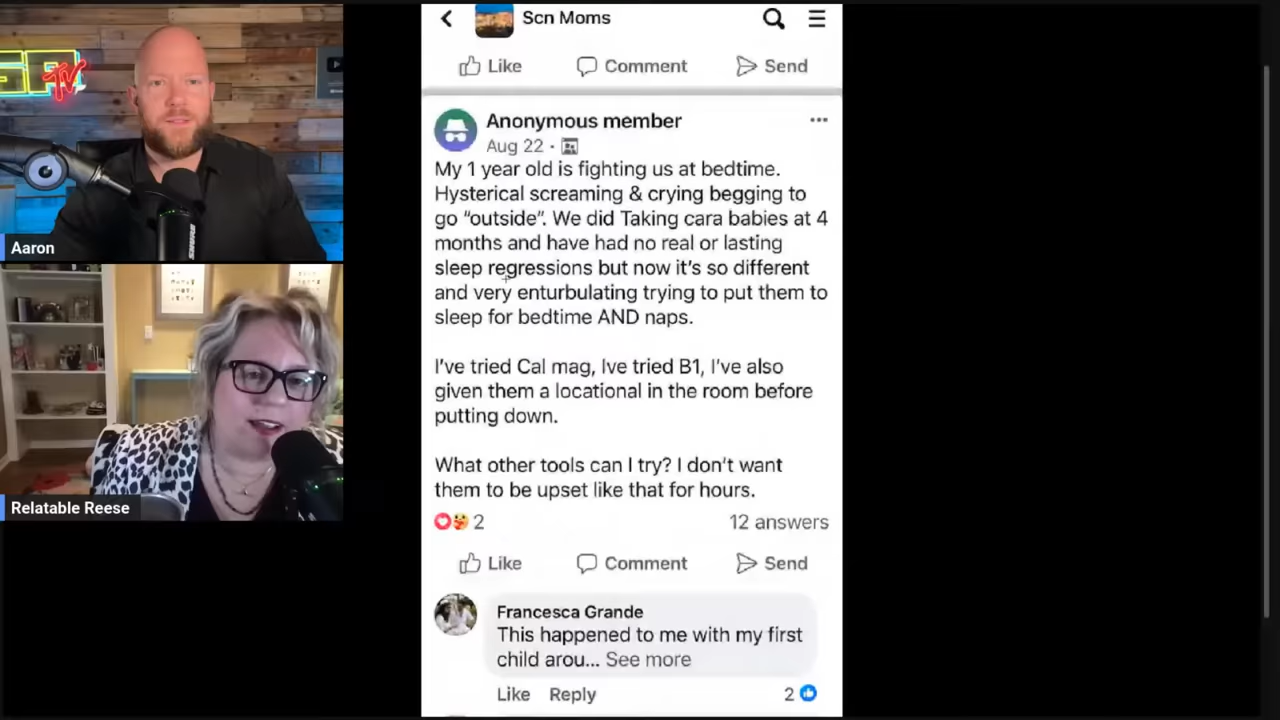 TV
Aaron
Relatable Reese
Scn Moms
Like Comment Send
Anonymous member
Aug 22 ·
My 1 year old is fighting us at bedtime.
Hysterical screaming & crying begging to
go “outside”. We did Taking cara babies at 4
months and have had no real or lasting
sleep regressions but now it’s so different
and very enturbulating trying to put them to
sleep for bedtime AND naps.
I’ve tried Cal mag, Ive tried B1, I’ve also
given them a locational in the room before
putting down.
What other tools can I try? I don’t want
them to be upset like that for hours.
2 12 answers
Like Comment Send
Francesca Grande
This happened to me with my first
child arou... See more
Like Reply 2